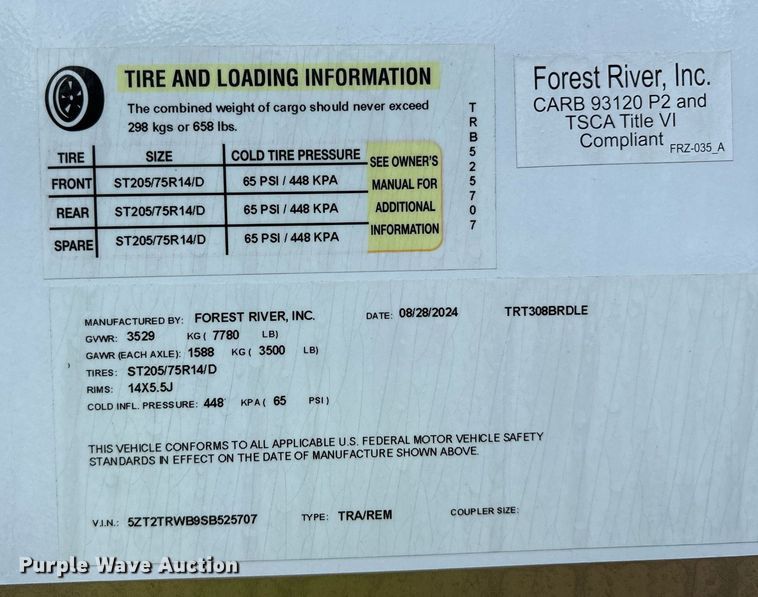 TIRE AND LOADING INFORMATION
The combined weight of cargo should never exceed
298 kgs or 658 lbs.
TIRE SIZE COLD TIRE PRESSURE
FRONT ST205/75R14/D 65 PSI / 448 KPA
REAR ST205/75R14/D 65 PSI / 448 KPA
SPARE ST205/75R14/D 65 PSI / 448 KPA
SEE OWNER'S
MANUAL FOR
ADDITIONAL
INFORMATION
TRB525707
Forest River, Inc.
CARB 93120 P2 and
TSCA Title VI
Compliant
FRZ-035_A
MANUFACTURED BY: FOREST RIVER, INC. DATE: 08/28/2024 TRT308BRDLE
GVWR: 3529 KG ( 7780 LB)
GAWR (EACH AXLE): 1588 KG ( 3500 LB)
TIRES: ST205/75R14/D
RIMS: 14X5.5J
COLD INFL. PRESSURE: 448 KPA ( 65 PSI)
THIS VEHICLE CONFORMS TO ALL APPLICABLE U.S. FEDERAL MOTOR VEHICLE SAFETY
STANDARDS IN EFFECT ON THE DATE OF MANUFACTURE SHOWN ABOVE.
V.I.N.: 5ZT2TRWB9SB525707 TYPE: TRA/REM COUPLER SIZE:
Purple Wave Auction